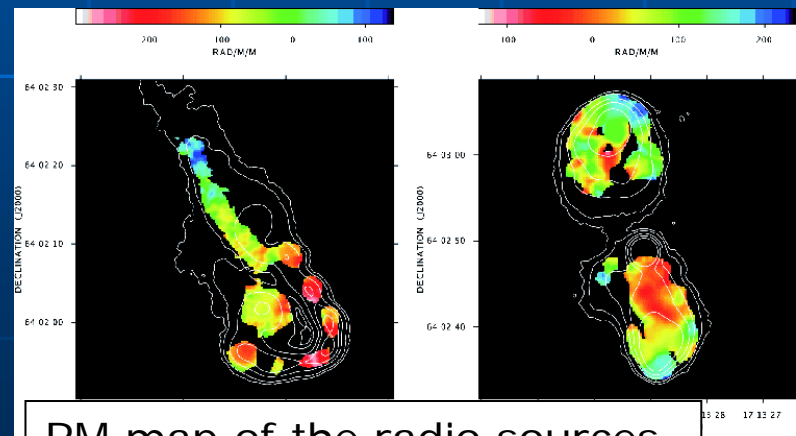 200 100 0 100
RAD/M/M
100 0 100 200
RAD/M/M
64 02 30
64 02 20
64 02 10
64 02 00
DECLINATION (J2000)
64 03 00
64 02 50
64 02 40
DECLINATION (J2000)
28 17 13 27
RM map of the radio sources